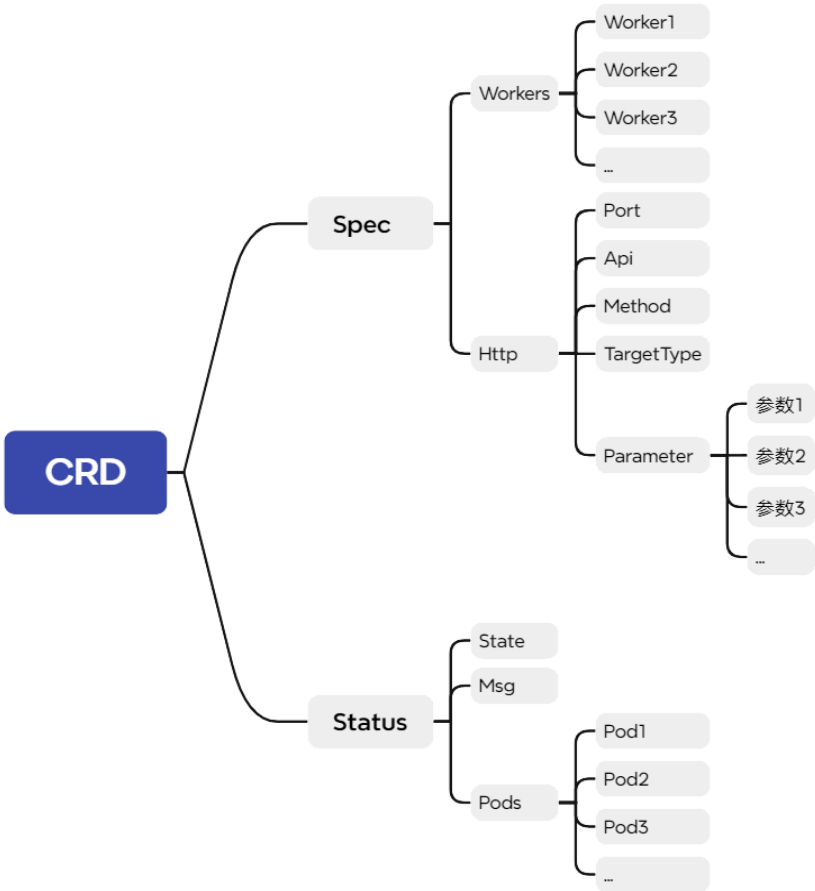 CRD
Spec
Workers
Worker1
Worker2
Worker3
...
Http
Port
Api
Method
TargetType
Parameter
参数1
参数2
参数3
...
Status
State
Msg
Pods
Pod1
Pod2
Pod3
...